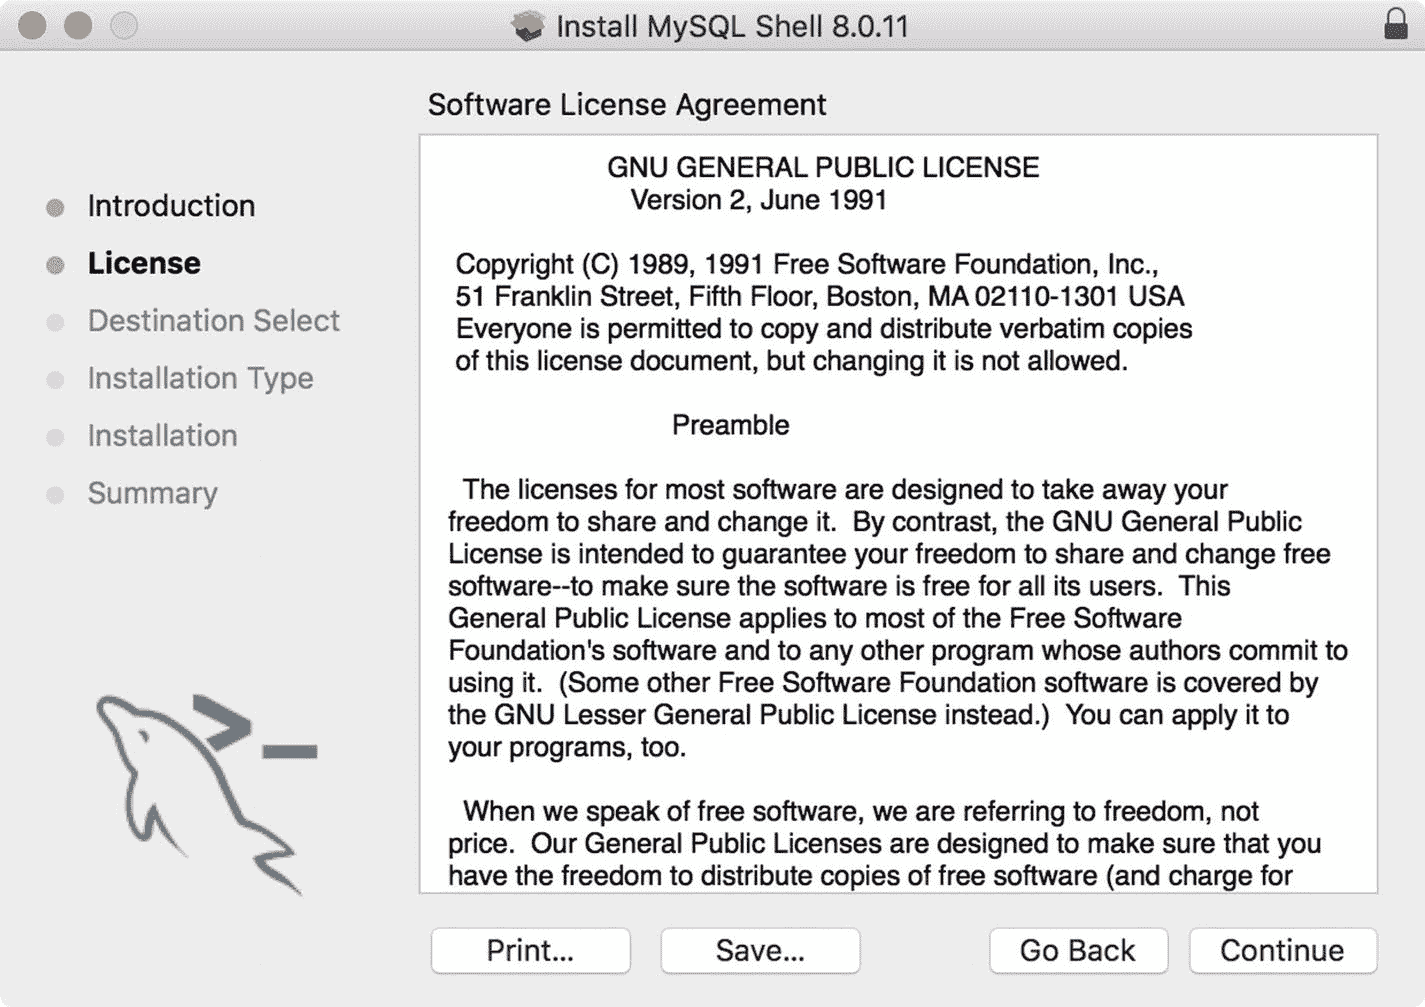 Install MySQL Shell 8.0.11
Software License Agreement
Introduction
License
Destination Select
Installation Type
Installation
Summary
GNU GENERAL PUBLIC LICENSE
Version 2, June 1991
Copyright (C) 1989, 1991 Free Software Foundation, Inc.,
51 Franklin Street, Fifth Floor, Boston, MA 02110-1301 USA
Everyone is permitted to copy and distribute verbatim copies
of this license document, but changing it is not allowed.
Preamble
The licenses for most software are designed to take away your
freedom to share and change it.  By contrast, the GNU General Public
License is intended to guarantee your freedom to share and change free
software--to make sure the software is free for all its users.  This
General Public License applies to most of the Free Software
Foundation's software and to any other program whose authors commit to
using it.  (Some other Free Software Foundation software is covered by
the GNU Lesser General Public License instead.)  You can apply it to
your programs, too.
When we speak of free software, we are referring to freedom, not
price.  Our General Public Licenses are designed to make sure that you
have the freedom to distribute copies of free software (and charge for
Print...
Save...
Go Back
Continue